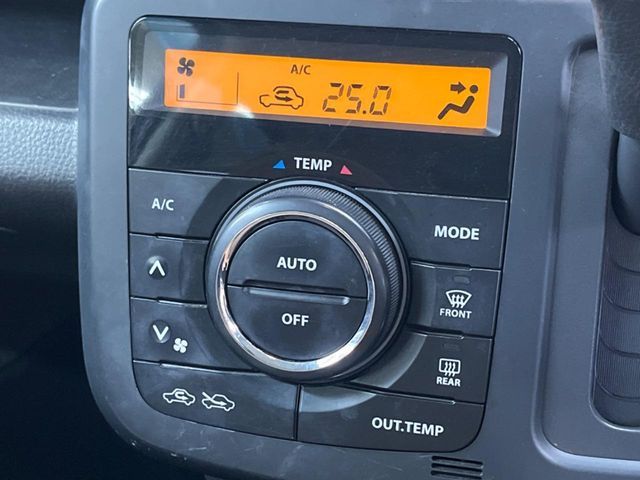 A/C
25.0
TEMP
A/C
MODE
AUTO
OFF
FRONT
REAR
OUT.TEMP